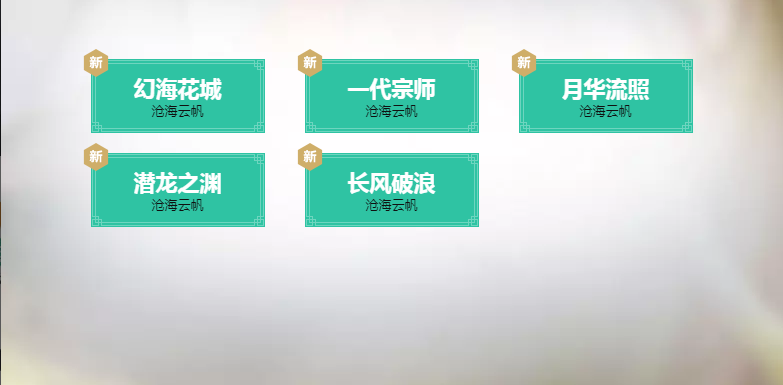 新
幻海花城
沧海云帆
新
一代宗师
沧海云帆
新
月华流照
沧海云帆
新
潜龙之渊
沧海云帆
新
长风破浪
沧海云帆